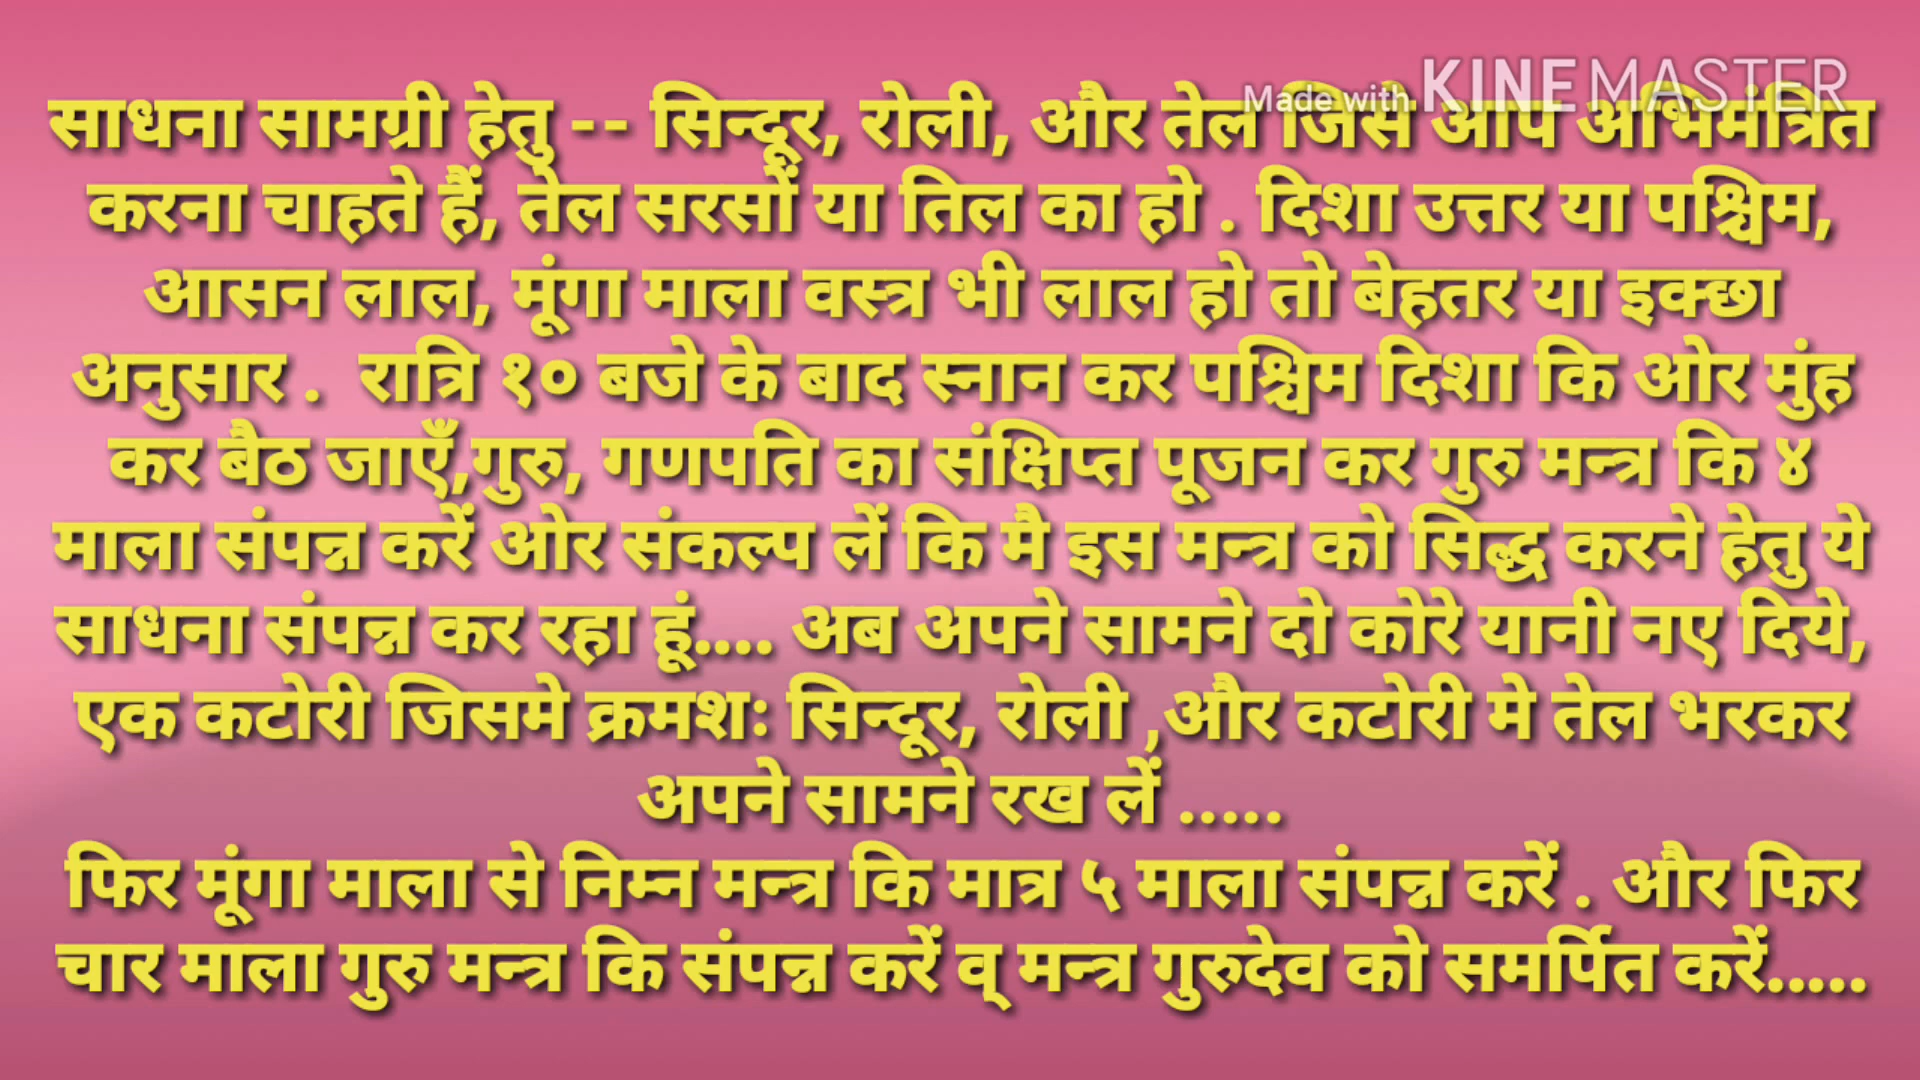 Made with KINEMASTER
साधना सामग्री हेतु -- सिन्दूर, रोली, और तेल जिसे आप अभिमंत्रित
करना चाहते हैं, तेल सरसों या तिल का हो . दिशा उत्तर या पश्चिम,
आसन लाल, मूंगा माला वस्त्र भी लाल हो तो बेहतर या इक्छा
अनुसार . रात्रि १० बजे के बाद स्नान कर पश्चिम दिशा कि ओर मुंह
कर बैठ जाएँ,गुरु, गणपति का संक्षिप्त पूजन कर गुरु मन्त्र कि ४
माला संपन्न करें ओर संकल्प लें कि मै इस मन्त्र को सिद्ध करने हेतु ये
साधना संपन्न कर रहा हूं.... अब अपने सामने दो कोरे यानी नए दिये,
एक कटोरी जिसमे क्रमशः सिन्दूर, रोली ,और कटोरी मे तेल भरकर
अपने सामने रख लें .....
फिर मूंगा माला से निम्न मन्त्र कि मात्र ५ माला संपन्न करें . और फिर
चार माला गुरु मन्त्र कि संपन्न करें व् मन्त्र गुरुदेव को समर्पित करें.....